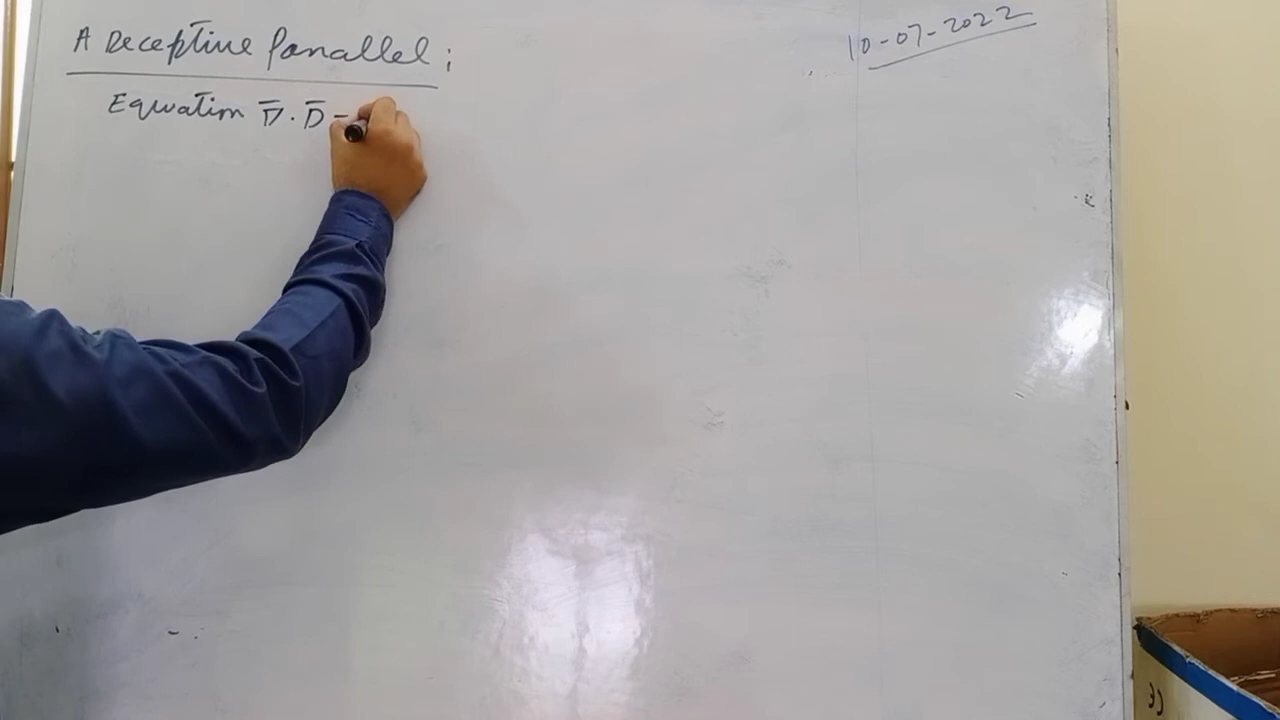 A Deceptive Parallel ;
10-07-2022
Equation ∇̅ . D̅ =